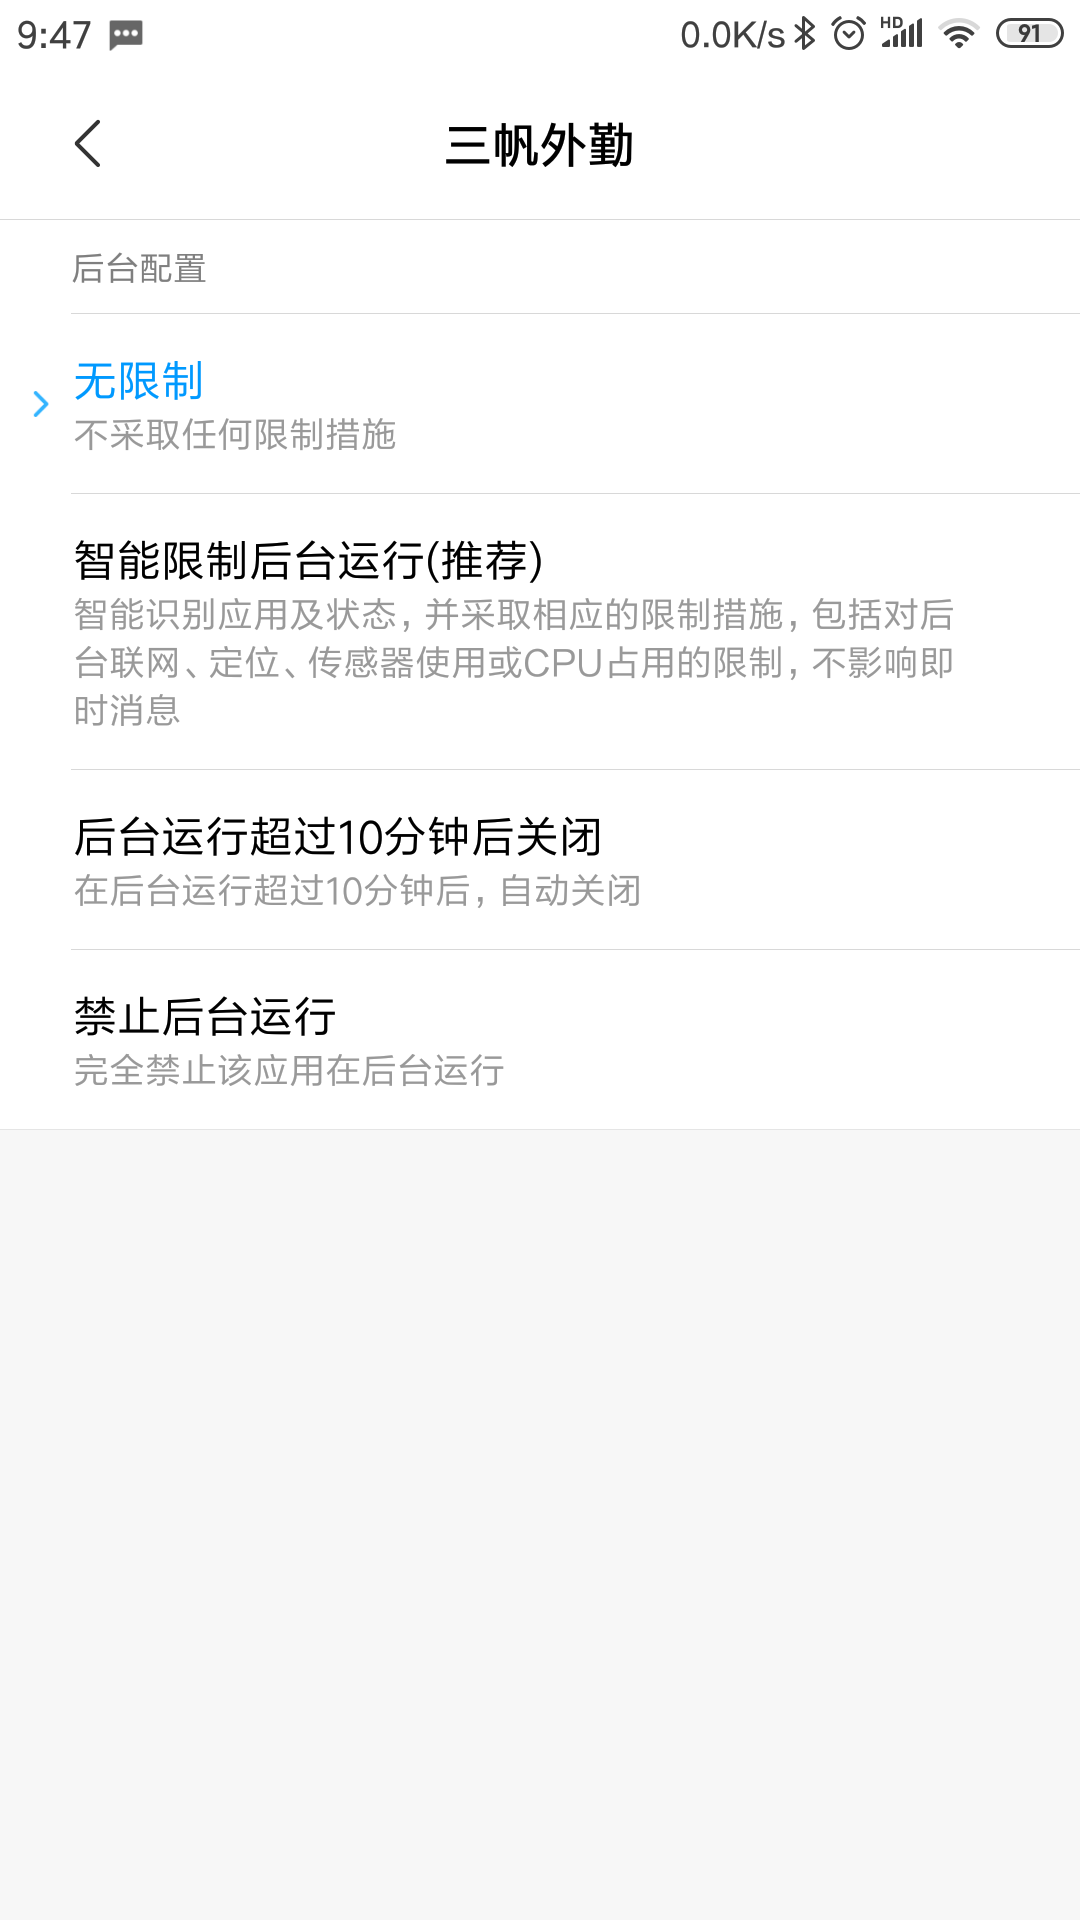 9:47 0.0K/s HD 91
三帆外勤
后台配置
无限制
不采取任何限制措施
智能限制后台运行(推荐)
智能识别应用及状态，并采取相应的限制措施，包括对后
台联网、定位、传感器使用或CPU占用的限制，不影响即
时消息
后台运行超过10分钟后关闭
在后台运行超过10分钟后，自动关闭
禁止后台运行
完全禁止该应用在后台运行